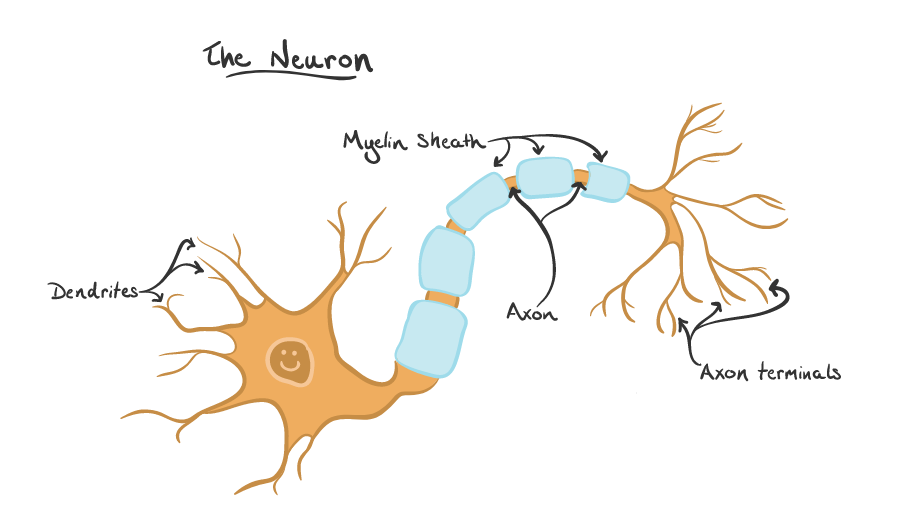 The Neuron
Myelin Sheath
Dendrites
Axon
Axon terminals